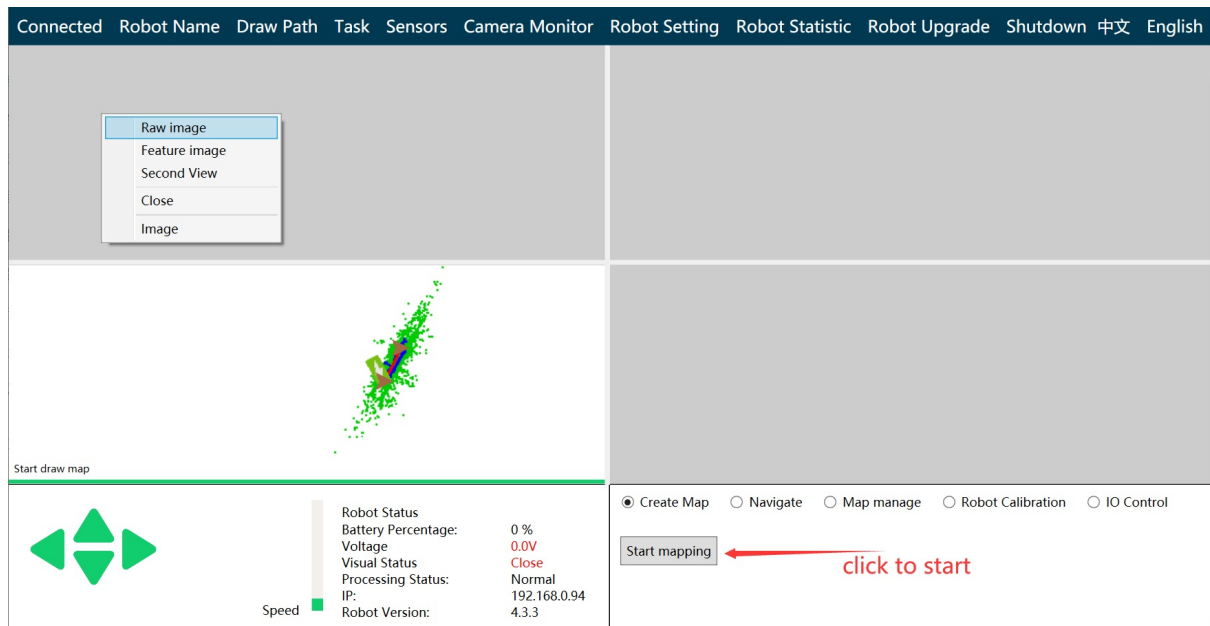 Connected Robot Name Draw Path Task Sensors Camera Monitor Robot Setting Robot Statistic Robot Upgrade Shutdown 中文 English
Raw image
Feature image
Second View
Close
Image
Start draw map
Speed
Robot Status
Battery Percentage: 0 %
Voltage 0.0V
Visual Status Close
Processing Status: Normal
IP: 192.168.0.94
Robot Version: 4.3.3
Create Map Navigate Map manage Robot Calibration IO Control
Start mapping
click to start